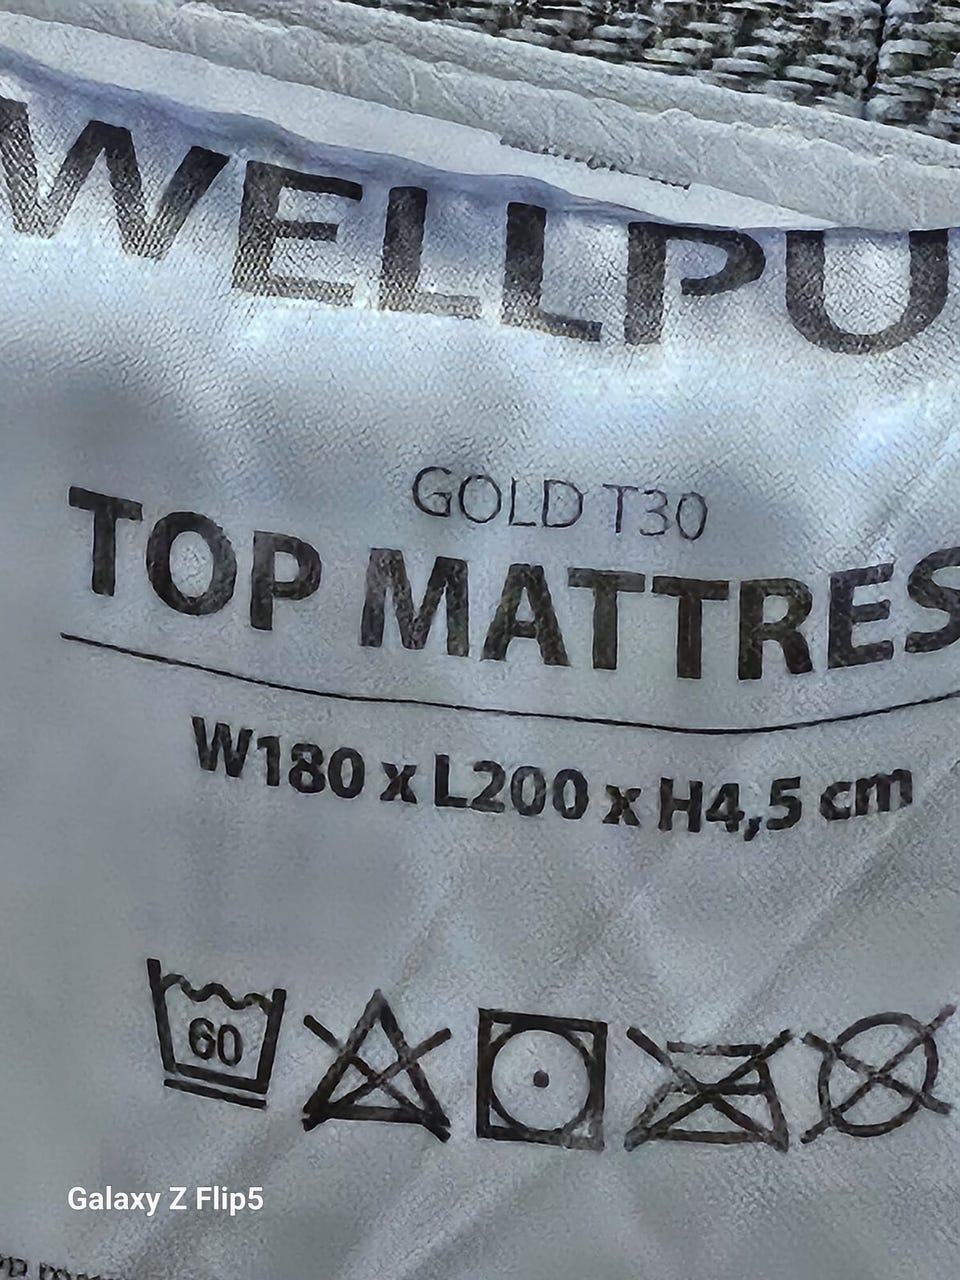 WELLPU
GOLD T30
TOP MATTRES
W180 x L200 x H4,5 cm
60
Galaxy Z Flip5